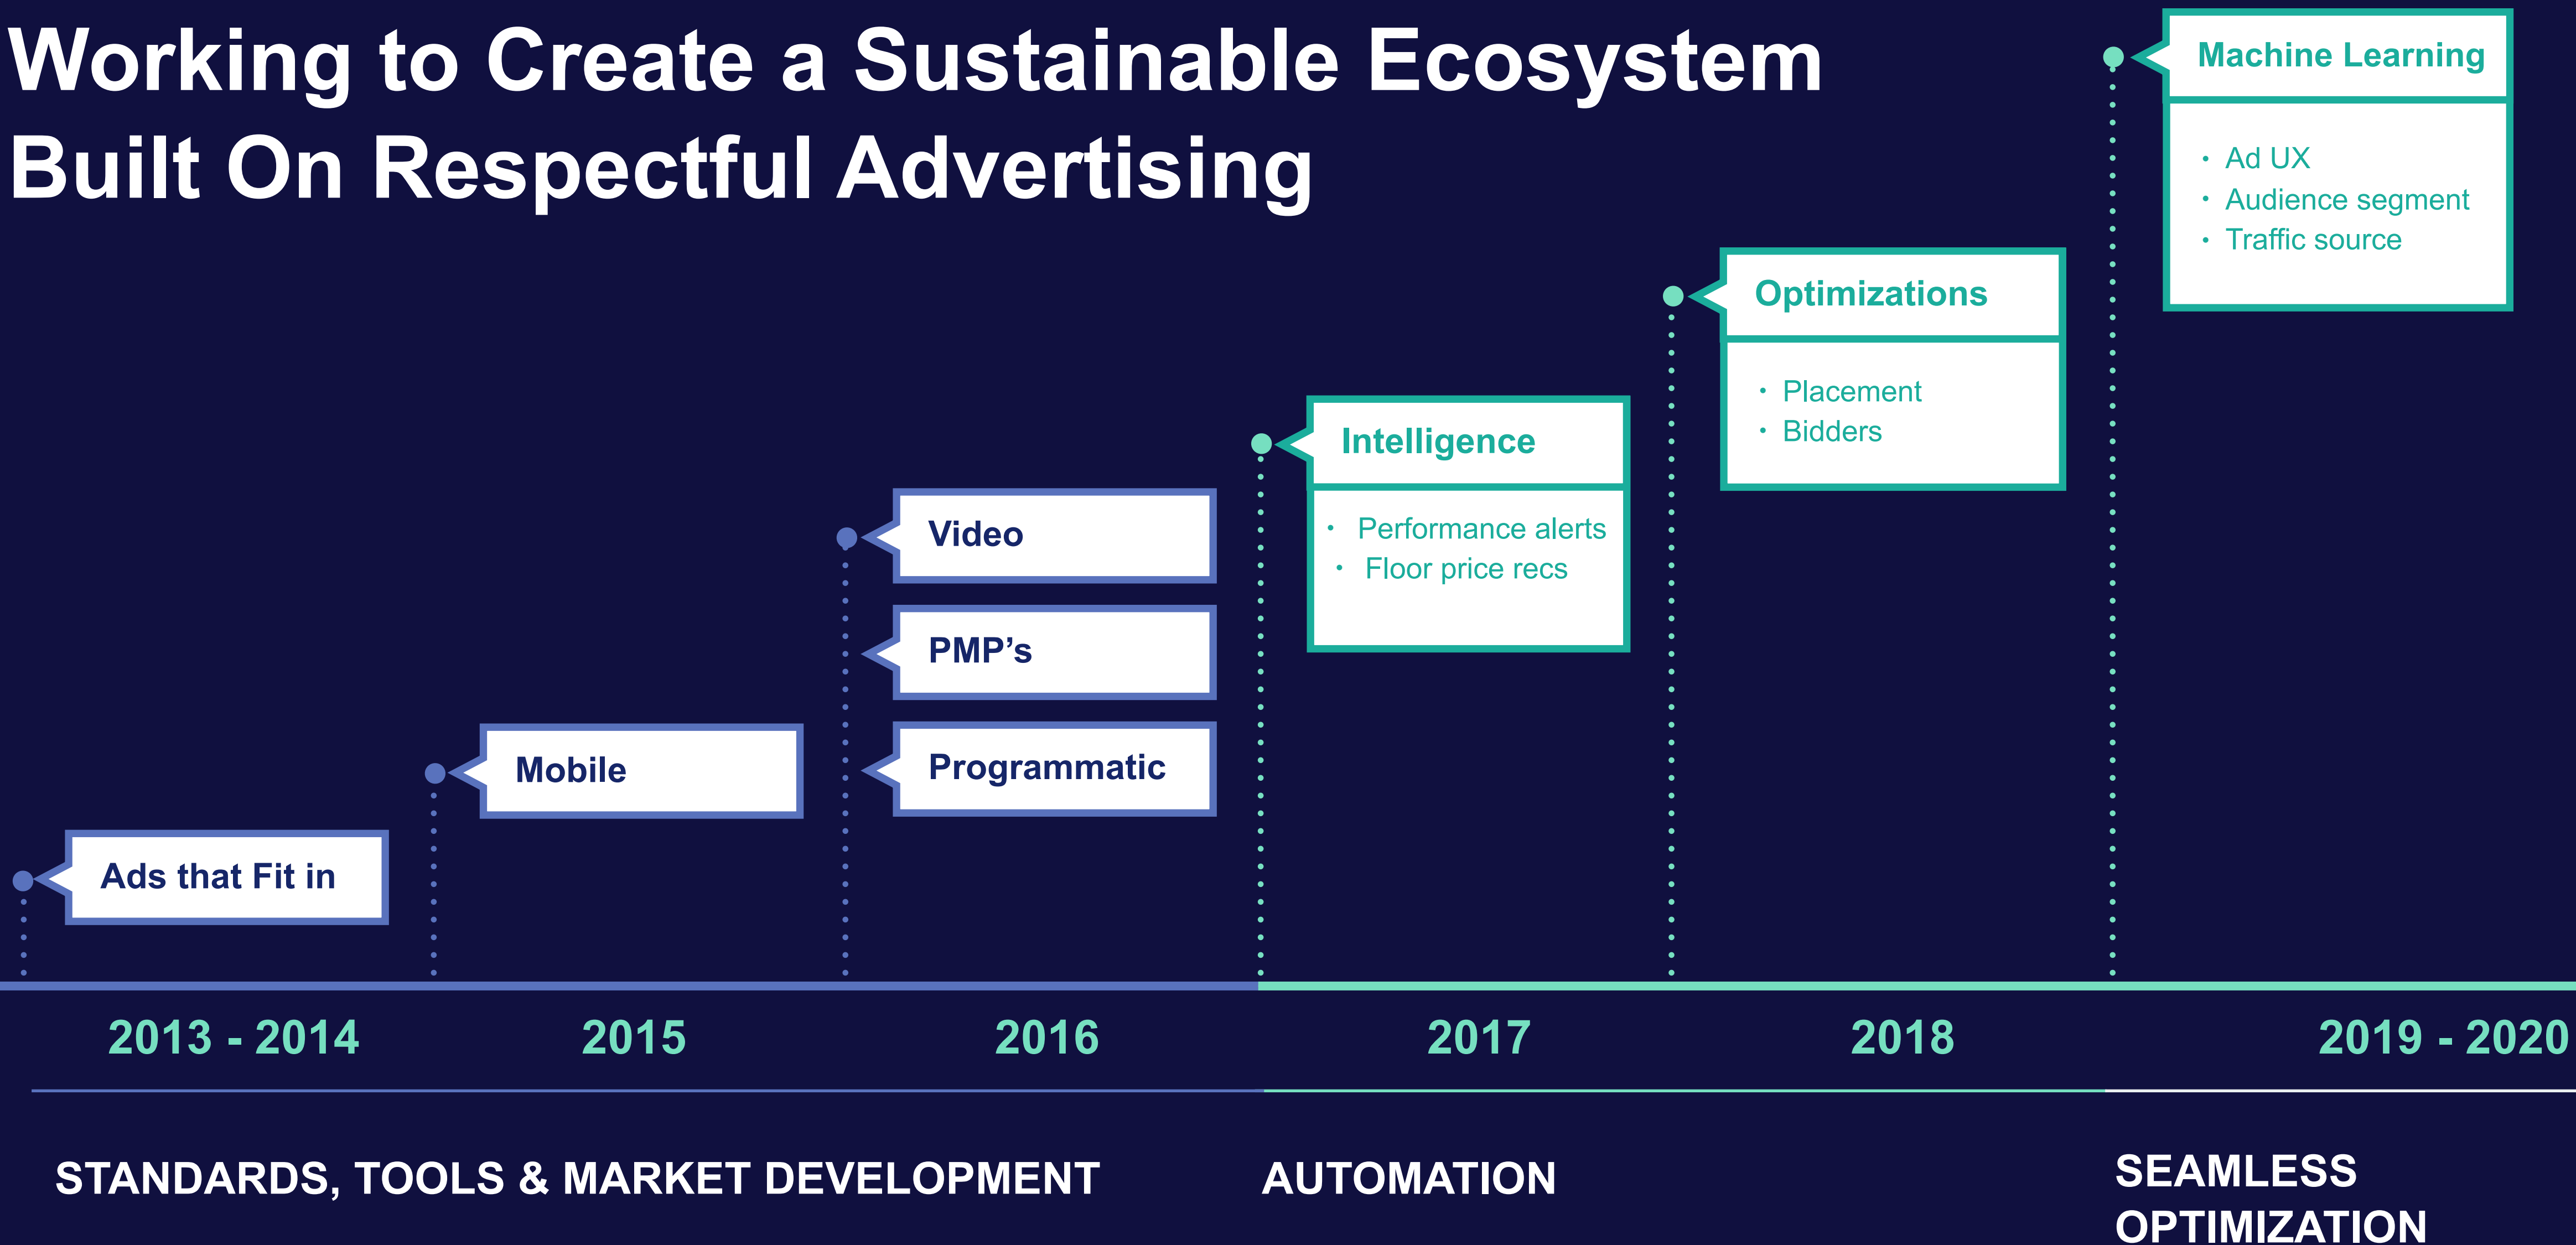 Working to Create a Sustainable Ecosystem
Built On Respectful Advertising
Machine Learning
• Ad UX
• Audience segment
• Traffic source
Optimizations
• Placement
• Bidders
Intelligence
• Performance alerts
• Floor price recs
Video
PMP’s
Programmatic
Mobile
Ads that Fit in
2013 - 2014
2015
2016
2017
2018
2019 - 2020
STANDARDS, TOOLS & MARKET DEVELOPMENT
AUTOMATION
SEAMLESS
OPTIMIZATION